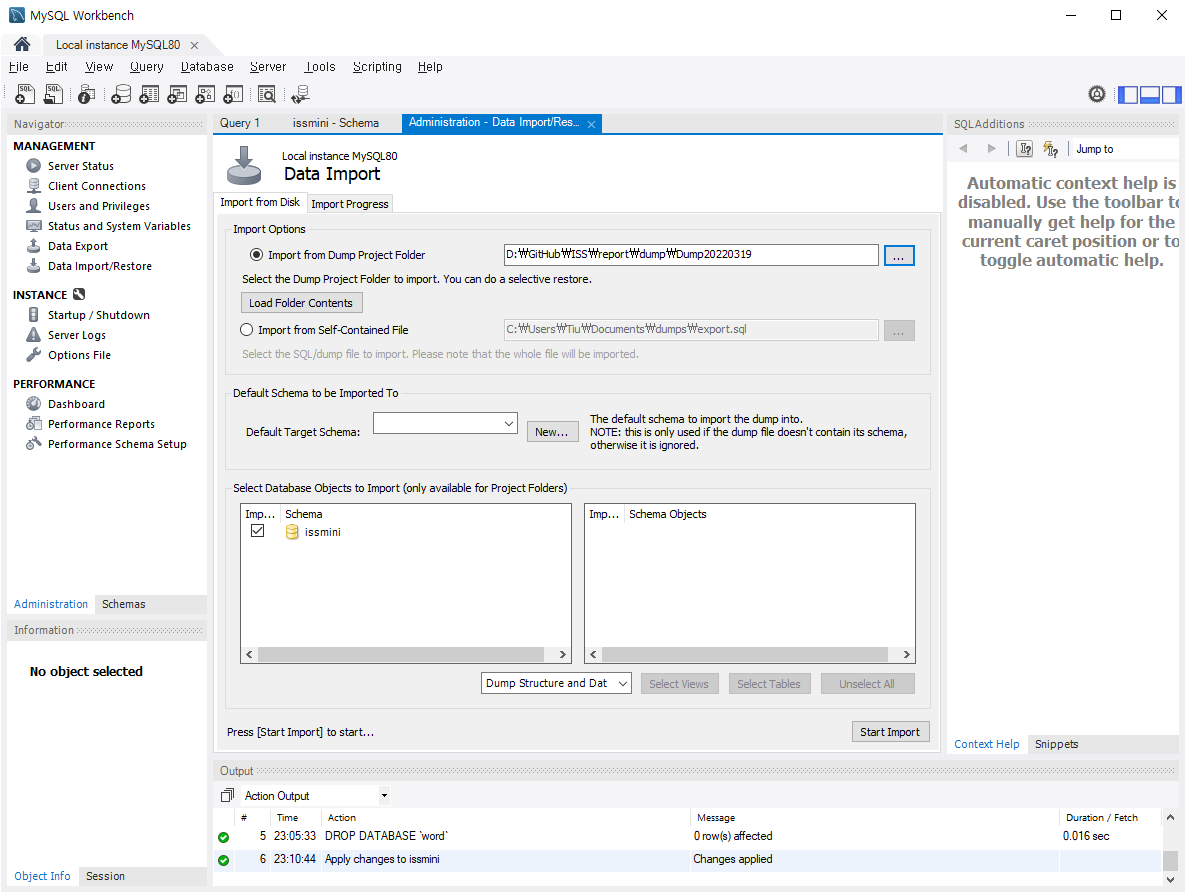 MySQL Workbench
Local instance MySQL80
File Edit View Query Database Server Tools Scripting Help
Navigator
MANAGEMENT
Server Status
Client Connections
Users and Privileges
Status and System Variables
Data Export
Data Import/Restore
INSTANCE
Startup / Shutdown
Server Logs
Options File
PERFORMANCE
Dashboard
Performance Reports
Performance Schema Setup
Administration Schemas
Information
No object selected
Object Info Session
Query 1 issmini - Schema Administration - Data Import/Res...
Local instance MySQL80
Data Import
Import from Disk Import Progress
Import Options
Import from Dump Project Folder D:₩GitHub₩ISS₩report₩dump₩Dump20220319 ...
Select the Dump Project Folder to import. You can do a selective restore.
Load Folder Contents
Import from Self-Contained File C:₩Users₩Tiu₩Documents₩dumps₩export.sql ...
Select the SQL/dump file to import. Please note that the whole file will be imported.
Default Schema to be Imported To
Default Target Schema: New...
The default schema to import the dump into.
NOTE: this is only used if the dump file doesn't contain its schema,
otherwise it is ignored.
Select Database Objects to Import (only available for Project Folders)
Imp... Schema
issmini
Imp... Schema Objects
Dump Structure and Dat Select Views Select Tables Unselect All
Press [Start Import] to start... Start Import
SQLAdditions
Jump to
Automatic context help is
disabled. Use the toolbar to
manually get help for the
current caret position or to
toggle automatic help.
Context Help Snippets
Output
Action Output
# Time Action Message Duration / Fetch
5 23:05:33 DROP DATABASE `word` 0 row(s) affected 0.016 sec
6 23:10:44 Apply changes to issmini Changes applied